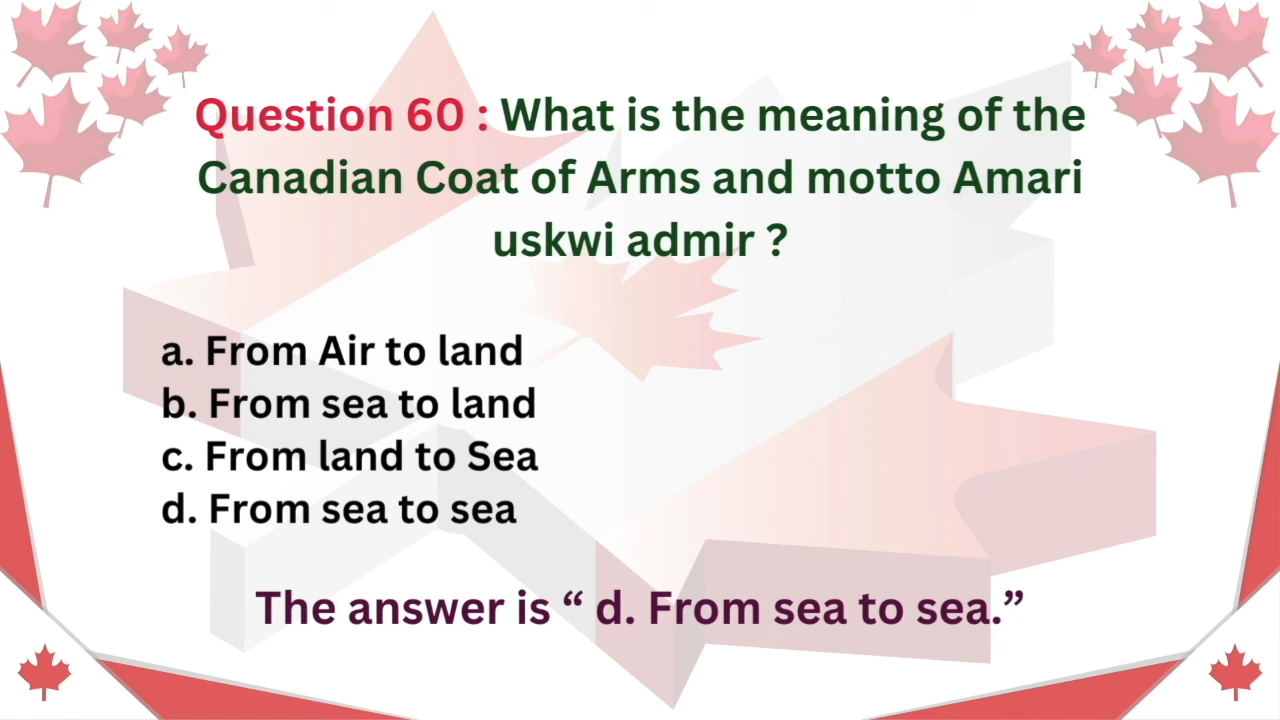 Question 60 : What is the meaning of the
Canadian Coat of Arms and motto Amari
uskwi admir ?
a. From Air to land
b. From sea to land
c. From land to Sea
d. From sea to sea
The answer is “ d. From sea to sea.”